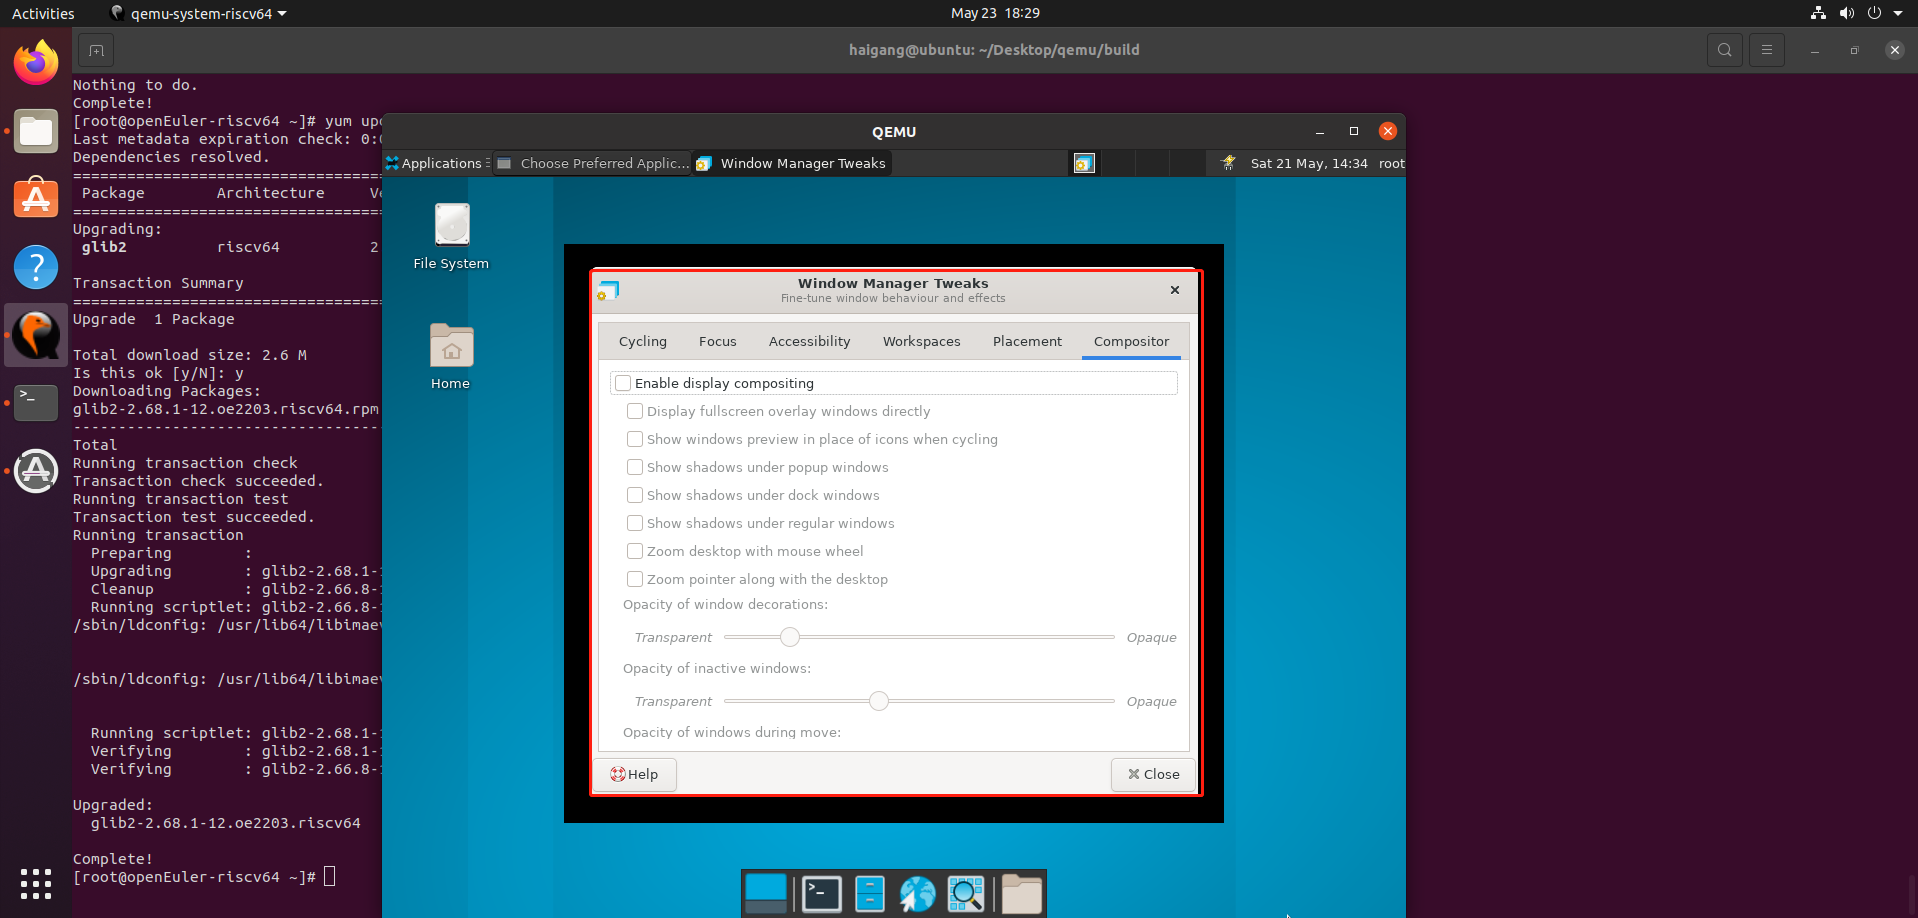 Activities
qemu-system-riscv64
May 23 18:29
haigang@ubuntu: ~/Desktop/qemu/build
Nothing to do.
Complete!
[root@openEuler-riscv64 ~]# yum upd
Last metadata expiration check: 0:
Dependencies resolved.
Package Architecture Ve
Upgrading:
glib2 riscv64 2
Transaction Summary
Upgrade 1 Package
Total download size: 2.6 M
Is this ok [y/N]: y
Downloading Packages:
glib2-2.68.1-12.oe2203.riscv64.rpm
Total
Running transaction check
Transaction check succeeded.
Running transaction test
Transaction test succeeded.
Running transaction
Preparing :
Upgrading : glib2-2.68.1-
Cleanup : glib2-2.66.8-
Running scriptlet: glib2-2.66.8-
/sbin/ldconfig: /usr/lib64/libimaev
/sbin/ldconfig: /usr/lib64/libimaev
Running scriptlet: glib2-2.68.1-
Verifying : glib2-2.68.1-
Verifying : glib2-2.66.8-
Upgraded:
glib2-2.68.1-12.oe2203.riscv64
Complete!
[root@openEuler-riscv64 ~]#
QEMU
Applications
Choose Preferred Applic...
Window Manager Tweaks
Sat 21 May, 14:34
root
File System
Home
Window Manager Tweaks
Fine-tune window behaviour and effects
Cycling Focus Accessibility Workspaces Placement Compositor
Enable display compositing
Display fullscreen overlay windows directly
Show windows preview in place of icons when cycling
Show shadows under popup windows
Show shadows under dock windows
Show shadows under regular windows
Zoom desktop with mouse wheel
Zoom pointer along with the desktop
Opacity of window decorations:
Transparent Opaque
Opacity of inactive windows:
Transparent Opaque
Opacity of windows during move:
Help
Close